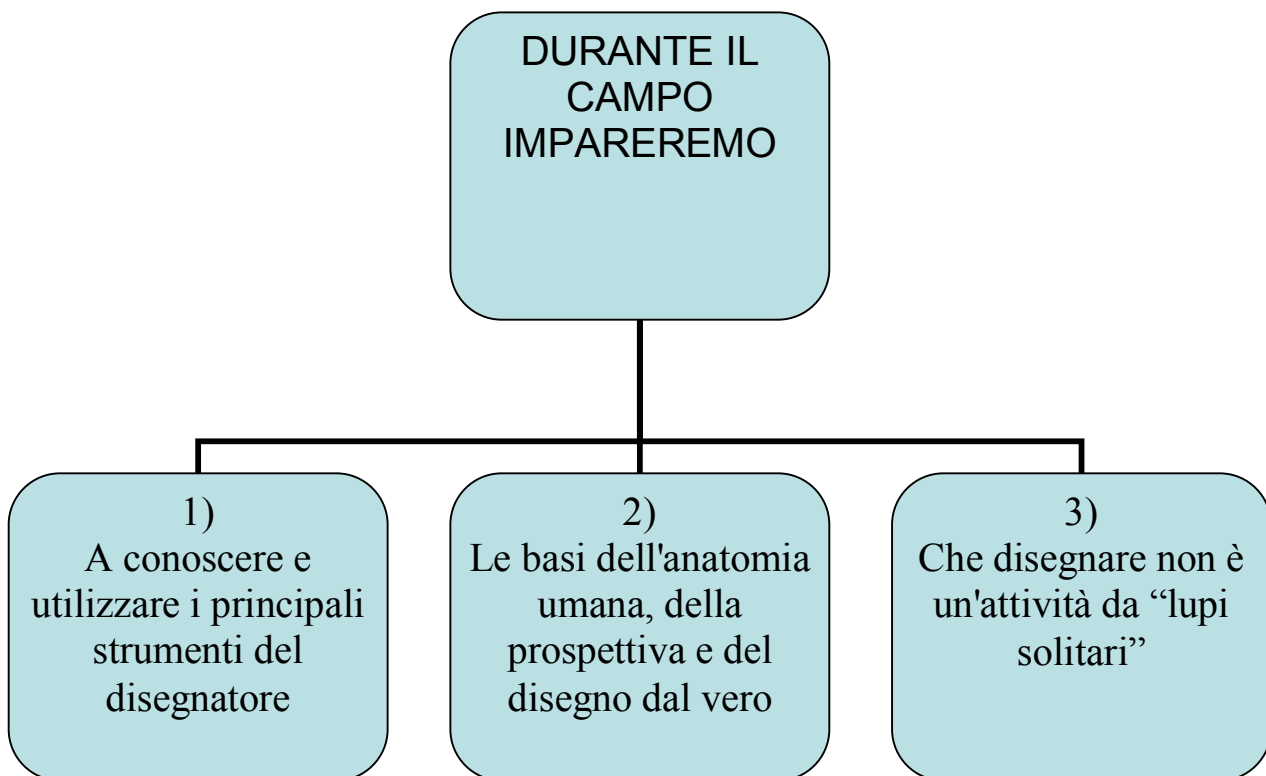 DURANTE IL
CAMPO
IMPAREREMO
1)
A conoscere e
utilizzare i principali
strumenti del
disegnatore
2)
Le basi dell'anatomia
umana, della
prospettiva e del
disegno dal vero
3)
Che disegnare non è
un'attività da “lupi
solitari”